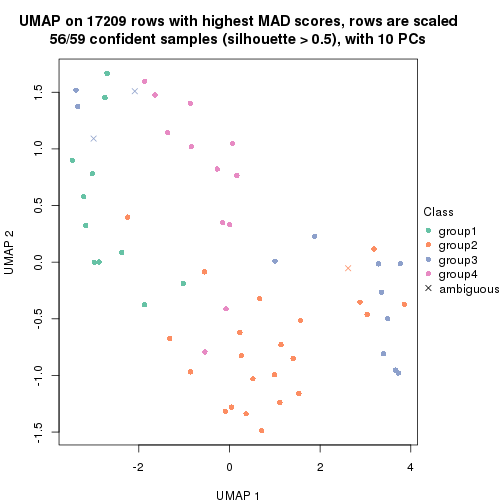 UMAP on 17209 rows with highest MAD scores, rows are scaled
56/59 confident samples (silhouette > 0.5), with 10 PCs
1.5
1.0
0.5
0.0
-0.5
-1.0
-1.5
UMAP 2
-2
0
2
4
UMAP 1
Class
group1
group2
group3
group4
ambiguous